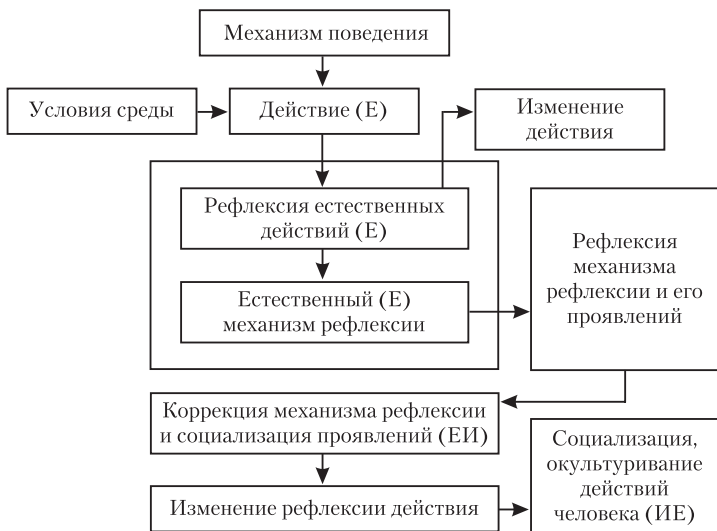 Механизм поведения
Условия среды
Действие (Е)
Изменение
действия
Рефлексия естественных
действий (Е)
Естественный (Е)
механизм рефлексии
Рефлексия
механизма
рефлексии и его
проявлений
Коррекция механизма рефлексии
и социализация проявлений (ЕИ)
Изменение рефлексии действия
Социализация,
окультуривание
действий
человека (ИЕ)